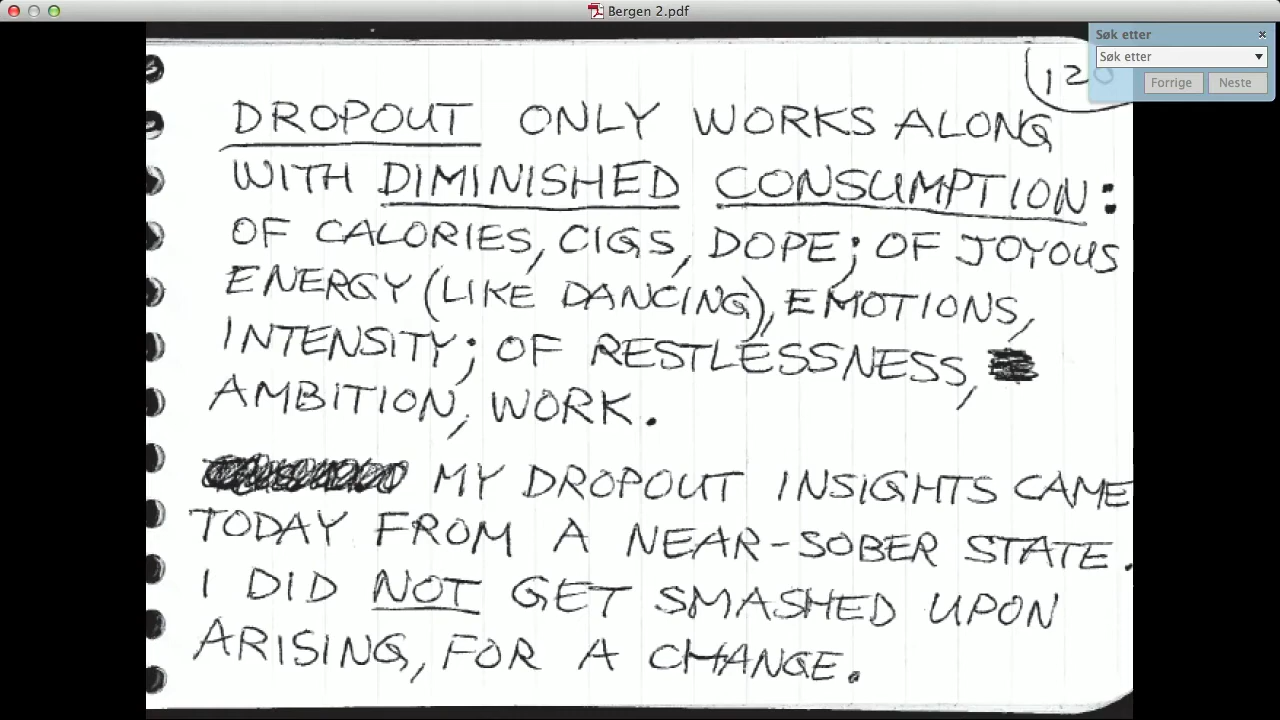 Bergen 2.pdf
Søk etter
Søk etter
Forrige
Neste
120
DROPOUT ONLY WORKS ALONG
WITH DIMINISHED CONSUMPTION:
OF CALORIES, CIGS, DOPE; OF JOYOUS
ENERGY (LIKE DANCING), EMOTIONS,
INTENSITY; OF RESTLESSNESS,
AMBITION, WORK.
MY DROPOUT INSIGHTS CAME
TODAY FROM A NEAR-SOBER STATE.
I DID NOT GET SMASHED UPON
ARISING, FOR A CHANGE.